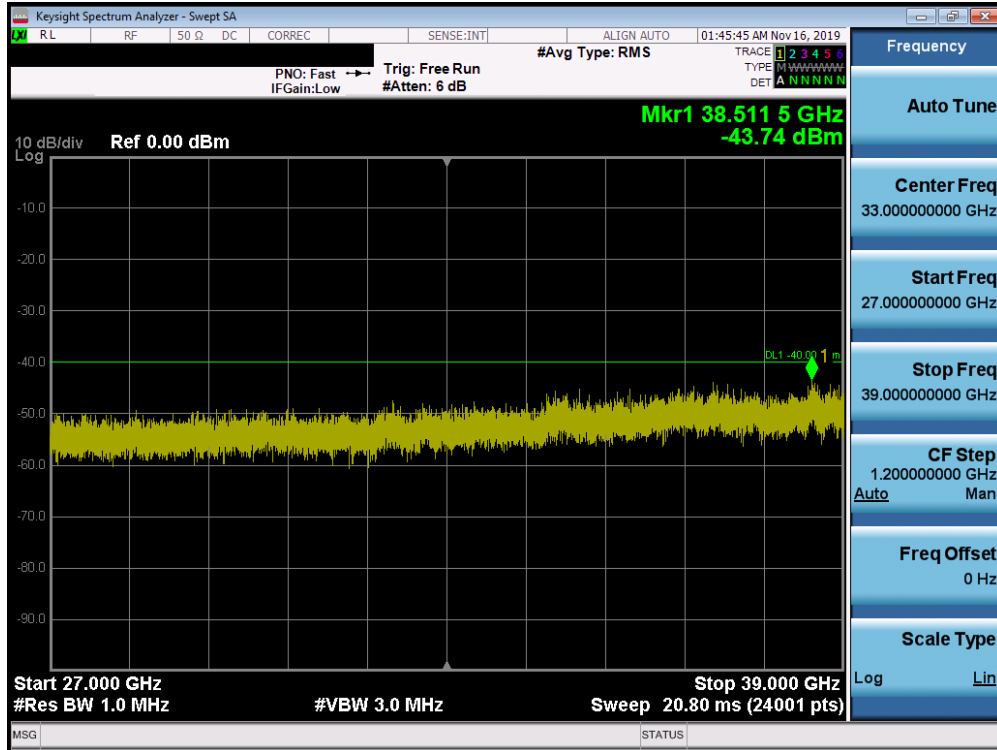 Keysight Spectrum Analyzer - Swept SA
LXI RL RF 50 Ω DC CORREC SENSE:INT ALIGN AUTO 01:45:45 AM Nov 16, 2019
#Avg Type: RMS
TRACE 1 2 3 4 5 6
PNO: Fast Trig: Free Run
TYPE M WWWWW
IFGain:Low #Atten: 6 dB
DET A N N N N N
Mkr1 38.511 5 GHz
-43.74 dBm
10 dB/div Ref 0.00 dBm
Log
-10.0
-20.0
-30.0
-40.0
DL1 -40.00
1
-50.0
-60.0
-70.0
-80.0
-90.0
Start 27.000 GHz Stop 39.000 GHz
#Res BW 1.0 MHz #VBW 3.0 MHz Sweep 20.80 ms (24001 pts)
MSG STATUS
Frequency
Auto Tune
Center Freq
33.000000000 GHz
Start Freq
27.000000000 GHz
Stop Freq
39.000000000 GHz
CF Step
1.200000000 GHz
Auto Man
Freq Offset
0 Hz
Scale Type
Log Lin